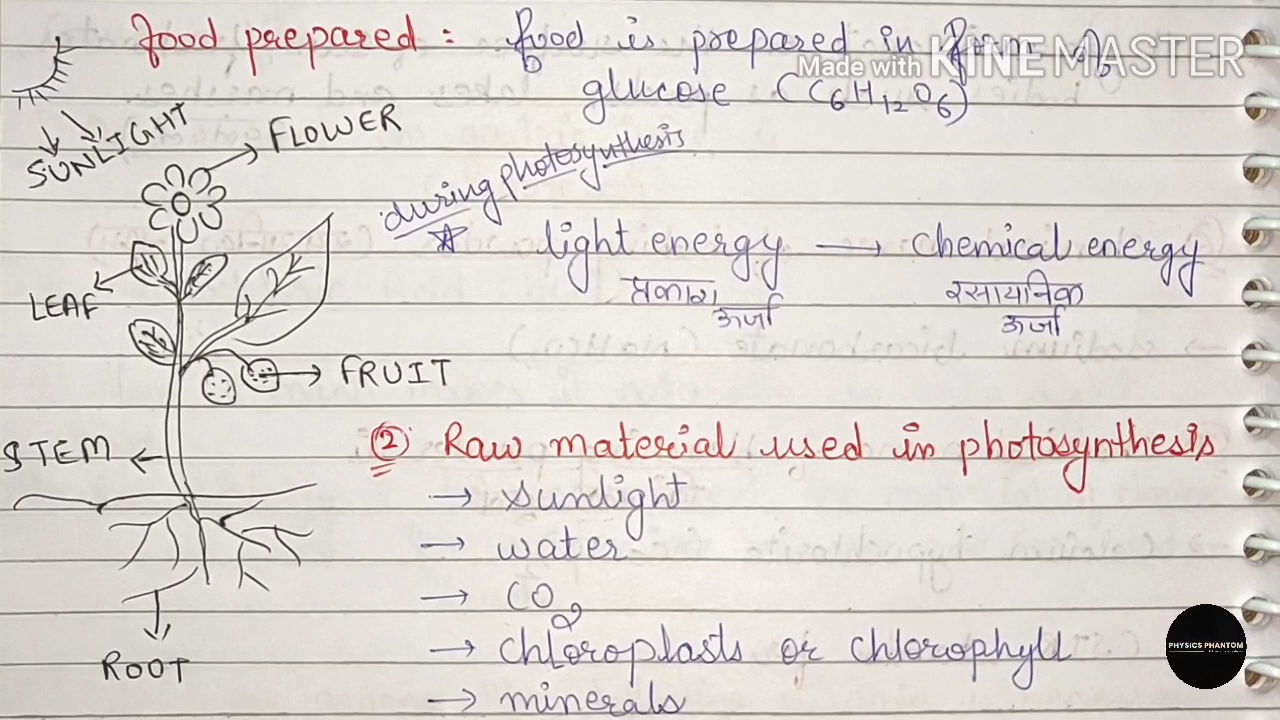 food prepared : food is prepared in form of
glucose (C6H12O6)
Made with KINEMASTER
SUNLIGHT
FLOWER
during photosynthesis
light energy → chemical energy
प्रकाश
ऊर्जा
रसायनिक
ऊर्जा
LEAF
FRUIT
STEM
② Raw material used in photosynthesis
→ sunlight
→ water
→ CO2
→ chloroplasts or chlorophyll
→ minerals
ROOT
PHYSICS PHANTOM